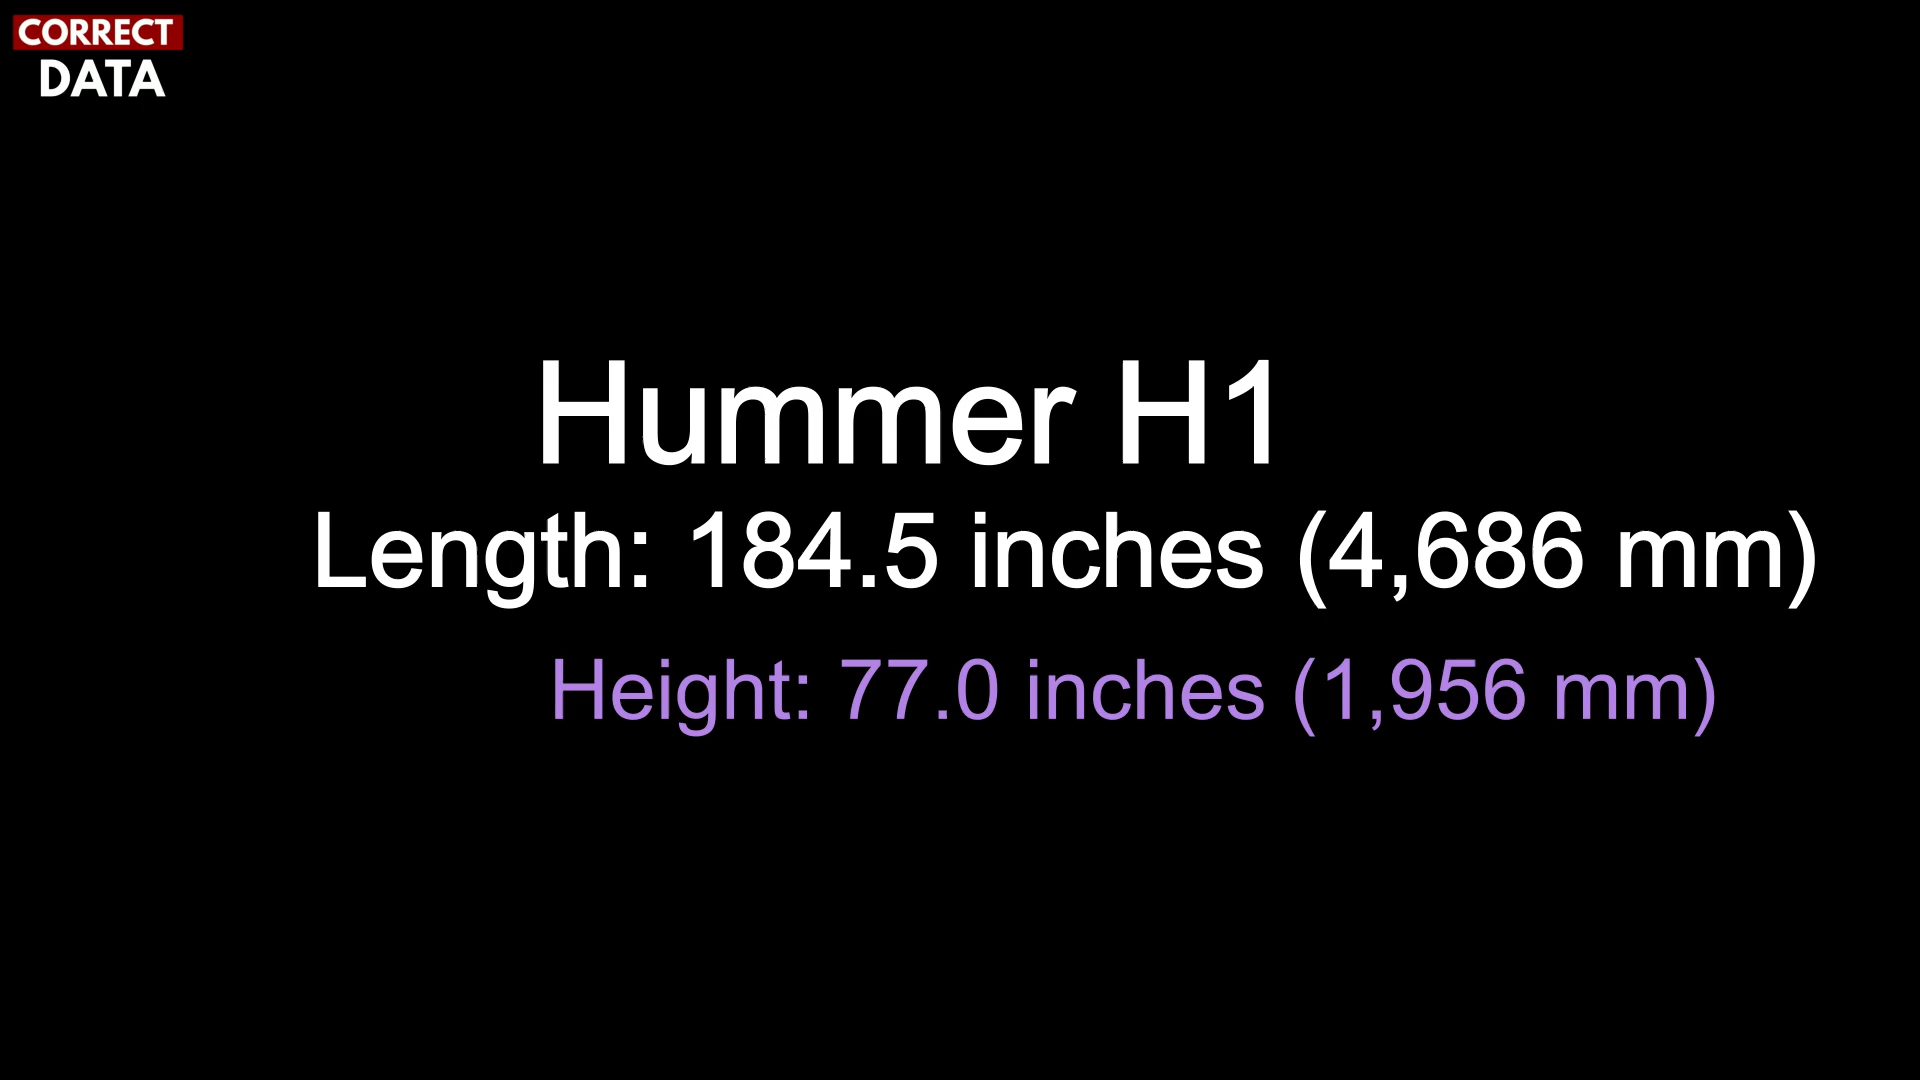 CORRECT
DATA
Hummer H1
Length: 184.5 inches (4,686 mm)
Height: 77.0 inches (1,956 mm)